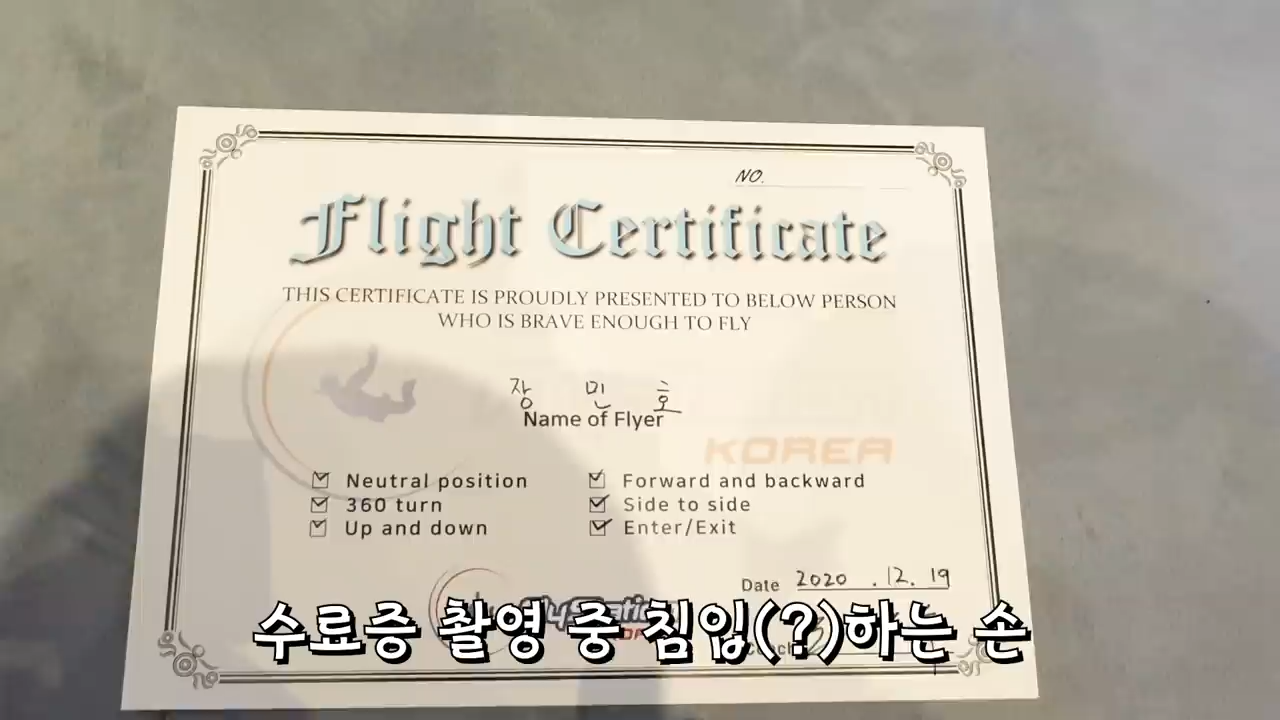 NO.
Flight Certificate
THIS CERTIFICATE IS PROUDLY PRESENTED TO BELOW PERSON
WHO IS BRAVE ENOUGH TO FLY
장 민 호
Name of Flyer
KOREA
Neutral position
360 turn
Up and down
Forward and backward
Side to side
Enter/Exit
Date 2020 . 12. 19
수료증 촬영 중 침입(?)하는 손